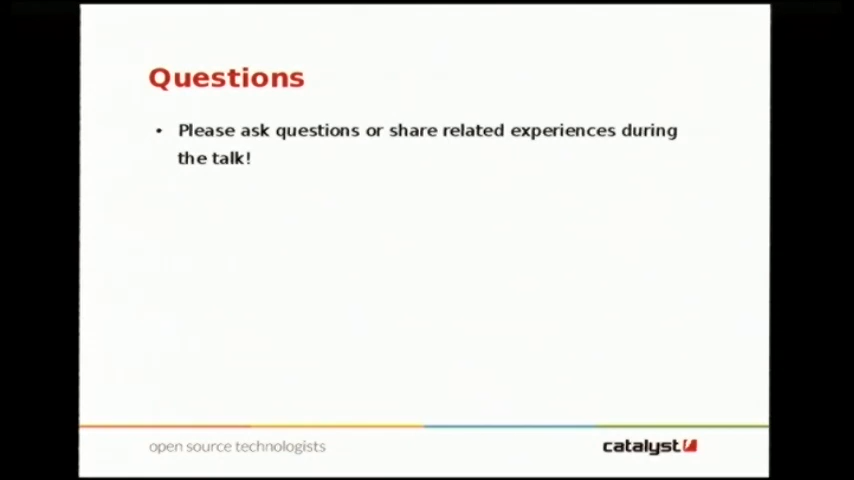 Questions
• Please ask questions or share related experiences during
the talk!
open source technologists
catalyst